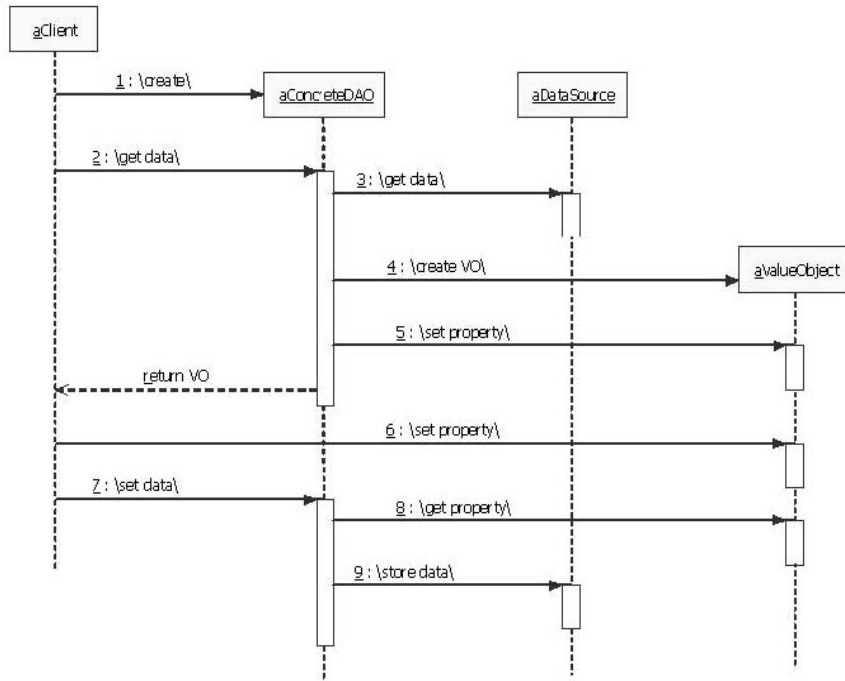 aClient
1 : \create\
aConcreteDAO
aDataSource
2 : \get data\
3 : \get data\
4 : \create VO\
aValueObject
5 : \set property\
return VO
6 : \set property\
7 : \set data\
8 : \get property\
9 : \store data\